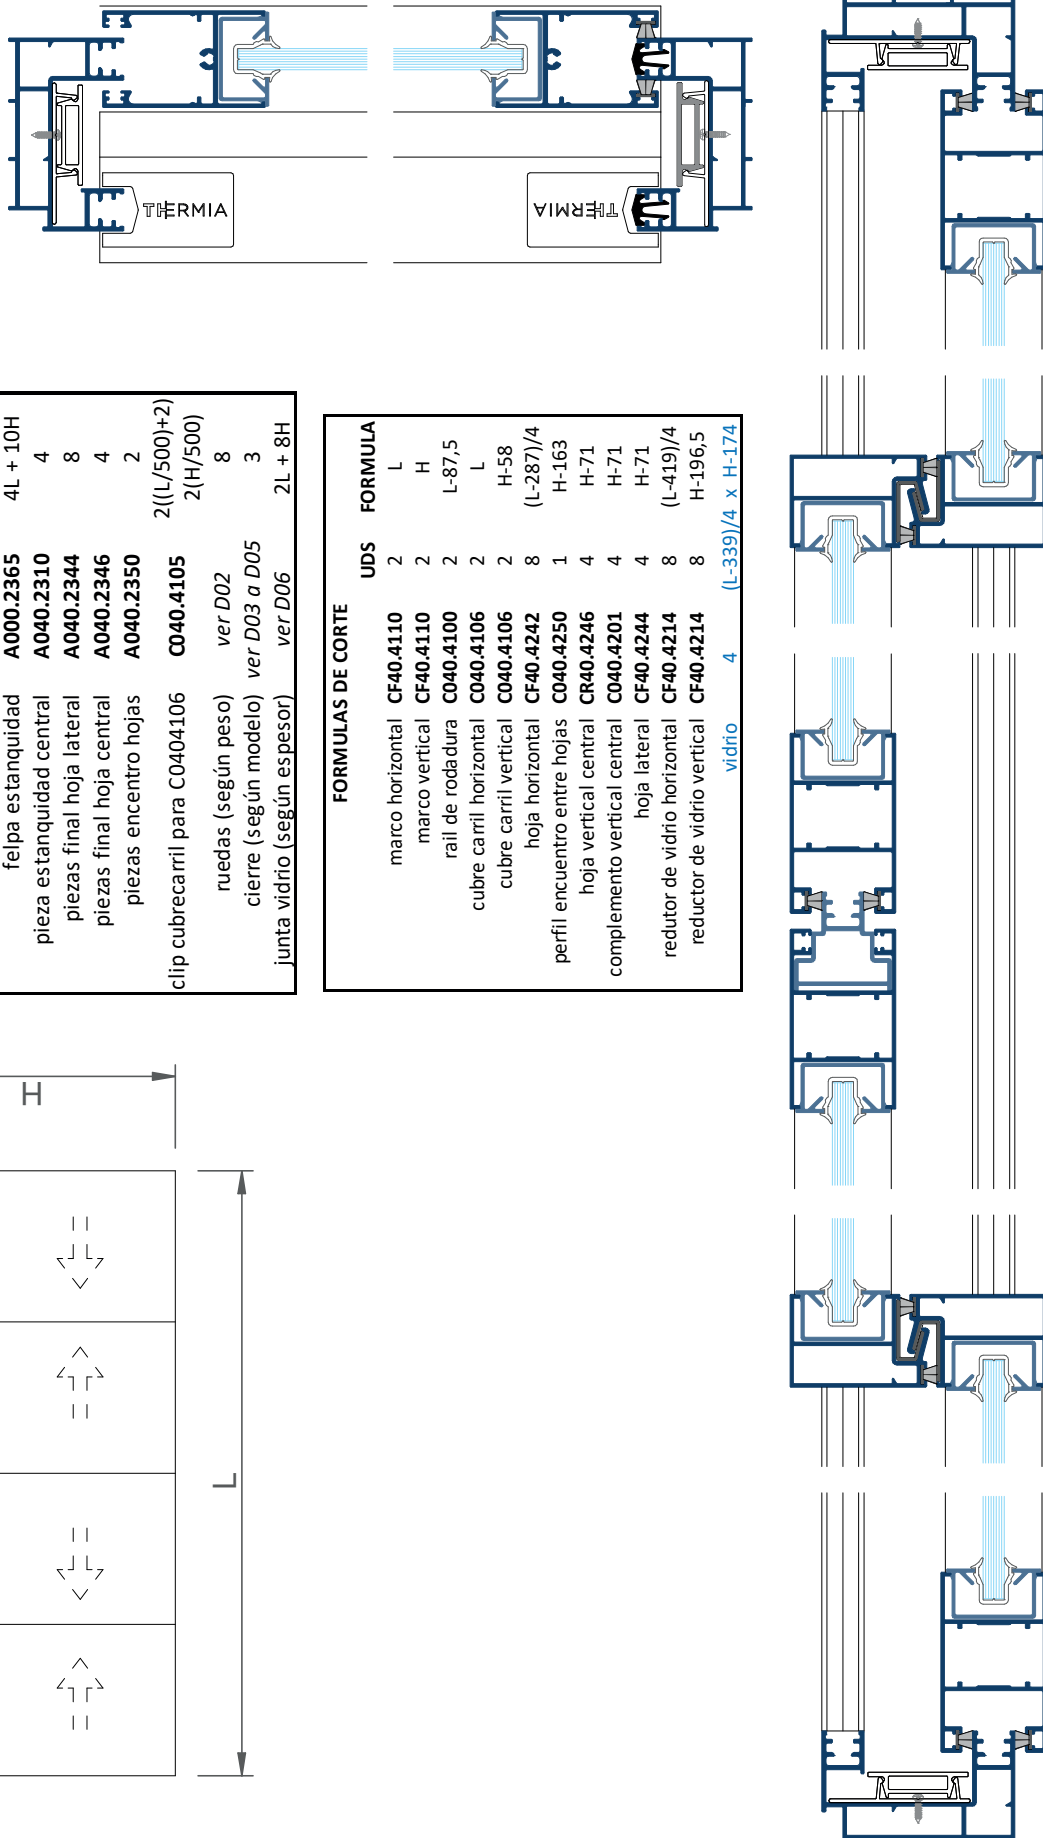 THERMIA
THERMIA
felpa estanquidad A000.2365 4L + 10H
pieza estanquidad central A040.2310 4
piezas final hoja lateral A040.2344 8
piezas final hoja central A040.2346 4
piezas encentro hojas A040.2350 2
clip cubrecarril para C0404106 C040.4105 2((L/500)+2)
2(H/500)
ruedas (según peso) ver D02 8
cierre (según modelo) ver D03 a D05 3
junta vidrio (según espesor) ver D06 2L + 8H
FORMULAS DE CORTE
UDS FORMULA
marco horizontal CF40.4110 2 L
marco vertical CF40.4110 2 H
rail de rodadura C040.4100 2 L-87,5
cubre carril horizontal C040.4106 2 L
cubre carril vertical C040.4106 2 H-58
hoja horizontal CF40.4242 8 (L-287)/4
perfil encuentro entre hojas C040.4250 1 H-163
hoja vertical central CR40.4246 4 H-71
complemento vertical central C040.4201 4 H-71
hoja lateral CF40.4244 4 H-71
redutor de vidrio horizontal CF40.4214 8 (L-419)/4
reductor de vidrio vertical CF40.4214 8 H-196,5
vidrio 4 (L-339)/4 x H-174
H
L